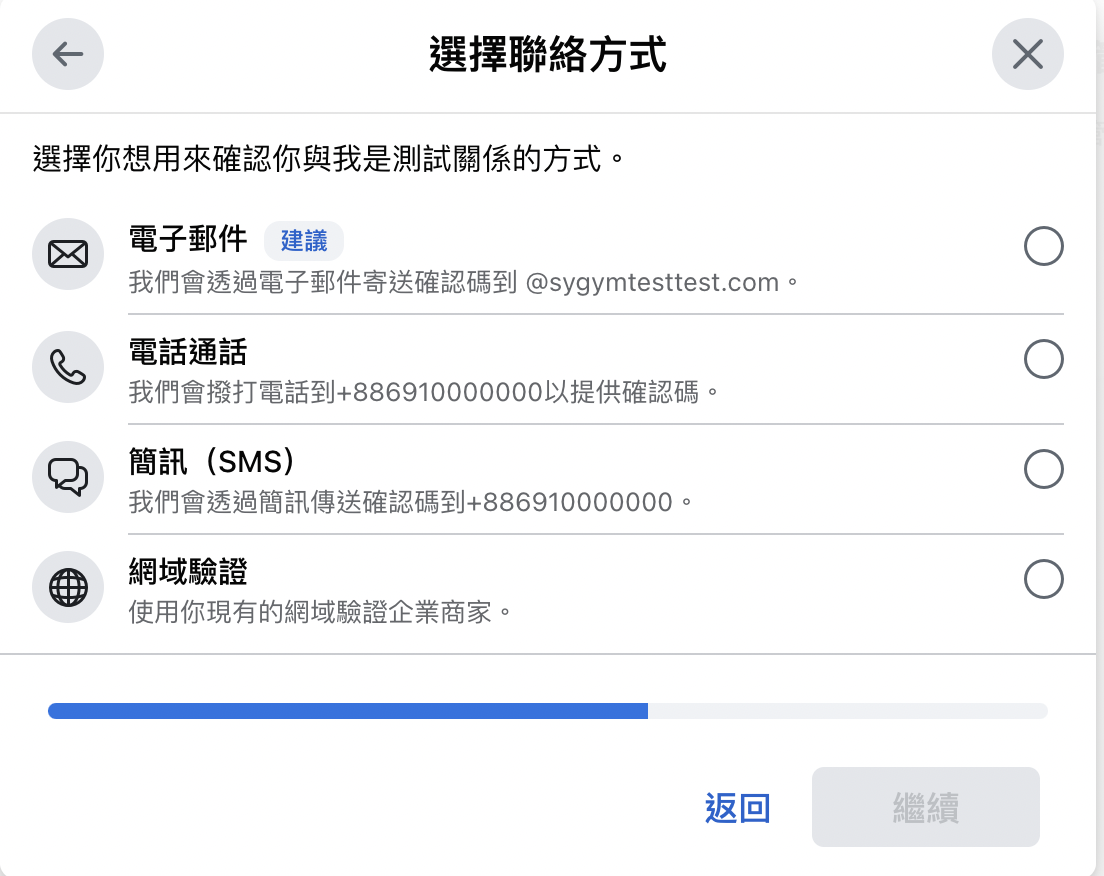 選擇聯絡方式
選擇你想用來確認你與我是測試關係的方式。
電子郵件 建議
我們會透過電子郵件寄送確認碼到 @sygymtesttest.com。
電話通話
我們會撥打電話到+886910000000以提供確認碼。
簡訊（SMS）
我們會透過簡訊傳送確認碼到+886910000000。
網域驗證
使用你現有的網域驗證企業商家。
返回 繼續